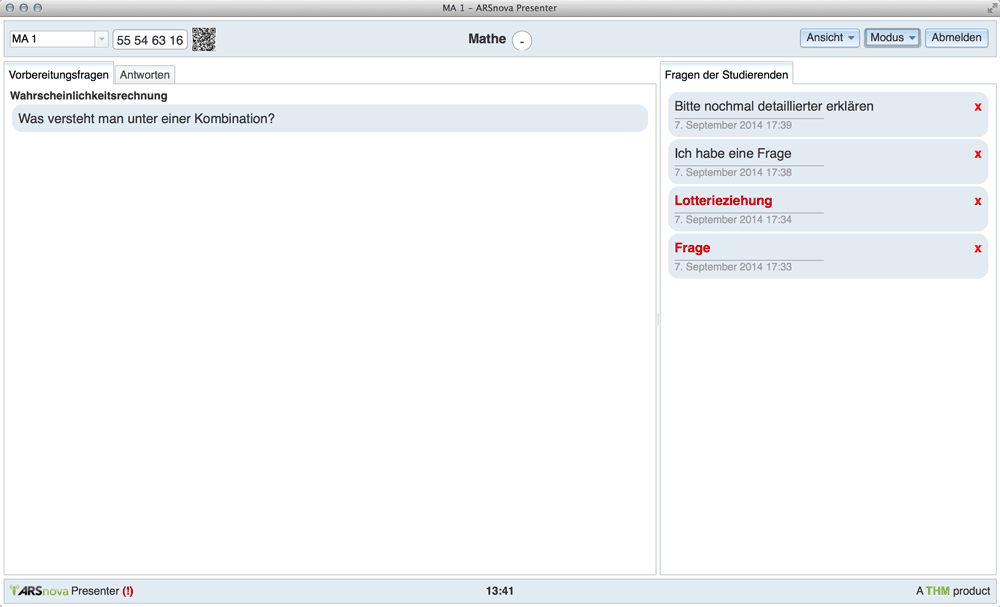 MA 1 - ARSnova Presenter
MA 1
55 54 63 16
Mathe -
Ansicht
Modus
Abmelden
Vorbereitungsfragen
Antworten
Wahrscheinlichkeitsrechnung
Was versteht man unter einer Kombination?
Fragen der Studierenden
Bitte nochmal detaillierter erklären x
7. September 2014 17:39
Ich habe eine Frage x
7. September 2014 17:38
Lotterieziehung x
7. September 2014 17:34
Frage x
7. September 2014 17:33
ARSnova Presenter (!)
13:41
A THM product